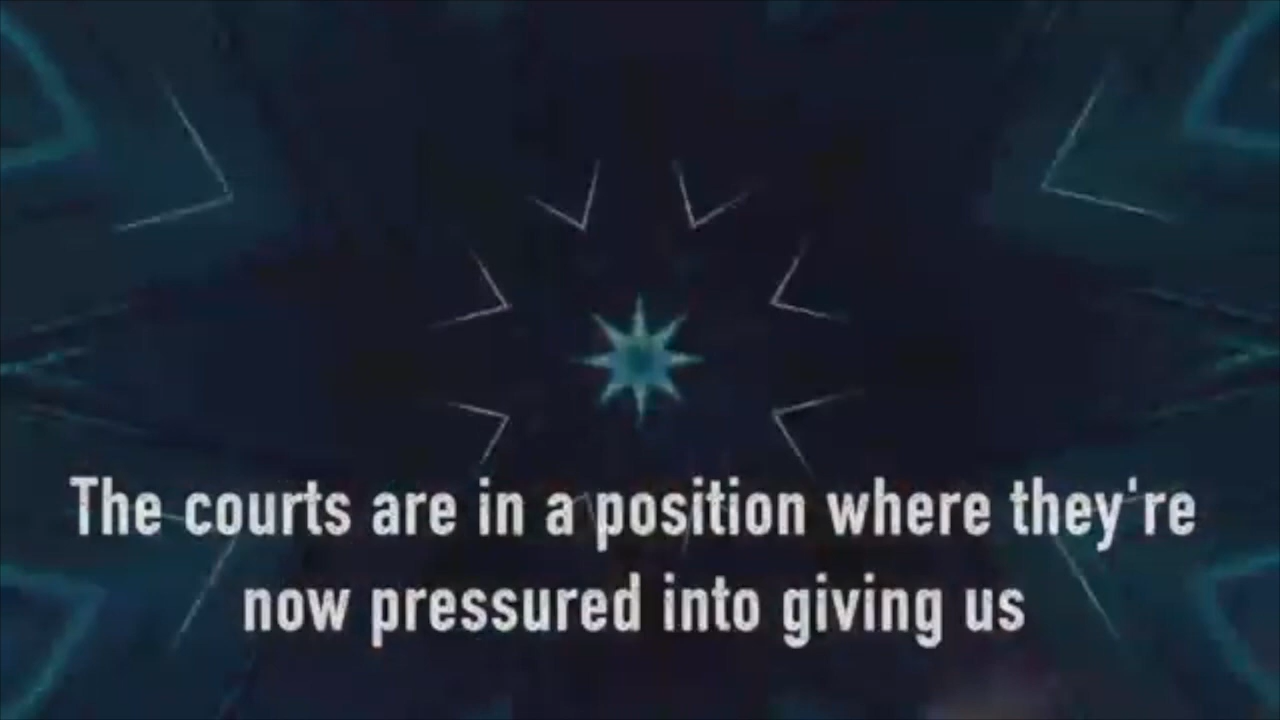 The courts are in a position where they're
now pressured into giving us